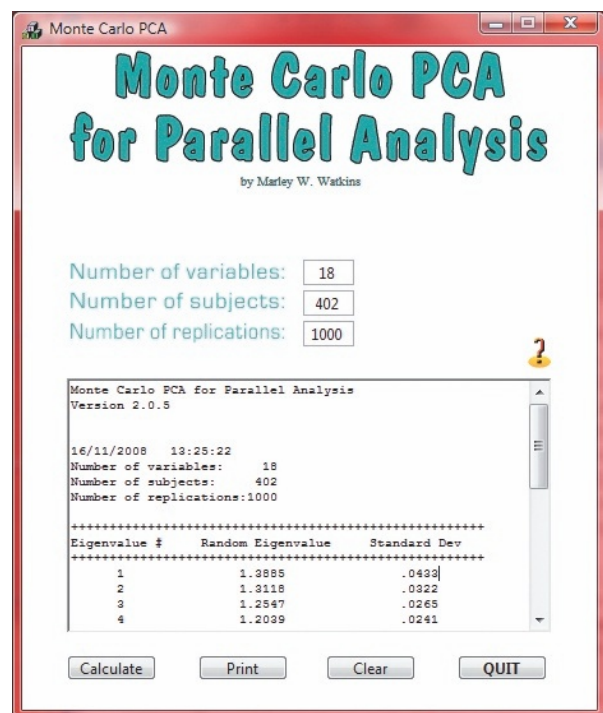 Monte Carlo PCA
Monte Carlo PCA
for Parallel Analysis
by Marley W. Watkins
Number of variables: 18
Number of subjects: 402
Number of replications: 1000
?
Monte Carlo PCA for Parallel Analysis
Version 2.0.5
16/11/2008 13:25:22
Number of variables: 18
Number of subjects: 402
Number of replications:1000
++++++++++++++++++++++++++++++++++++++++++++++++++++
Eigenvalue # Random Eigenvalue Standard Dev
++++++++++++++++++++++++++++++++++++++++++++++++++++
1 1.3885 .0433
2 1.3118 .0322
3 1.2547 .0265
4 1.2039 .0241
Calculate Print Clear QUIT